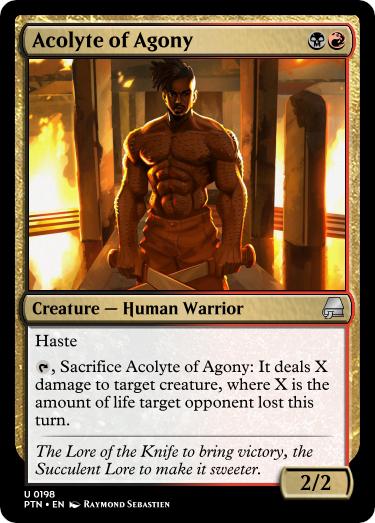 Acolyte of Agony
Creature — Human Warrior
Haste
, Sacrifice Acolyte of Agony: It deals X
damage to target creature, where X is the
amount of life target opponent lost this
turn.
The Lore of the Knife to bring victory, the
Succulent Lore to make it sweeter.
2/2
U 0198
PTN • EN Raymond Sebastien